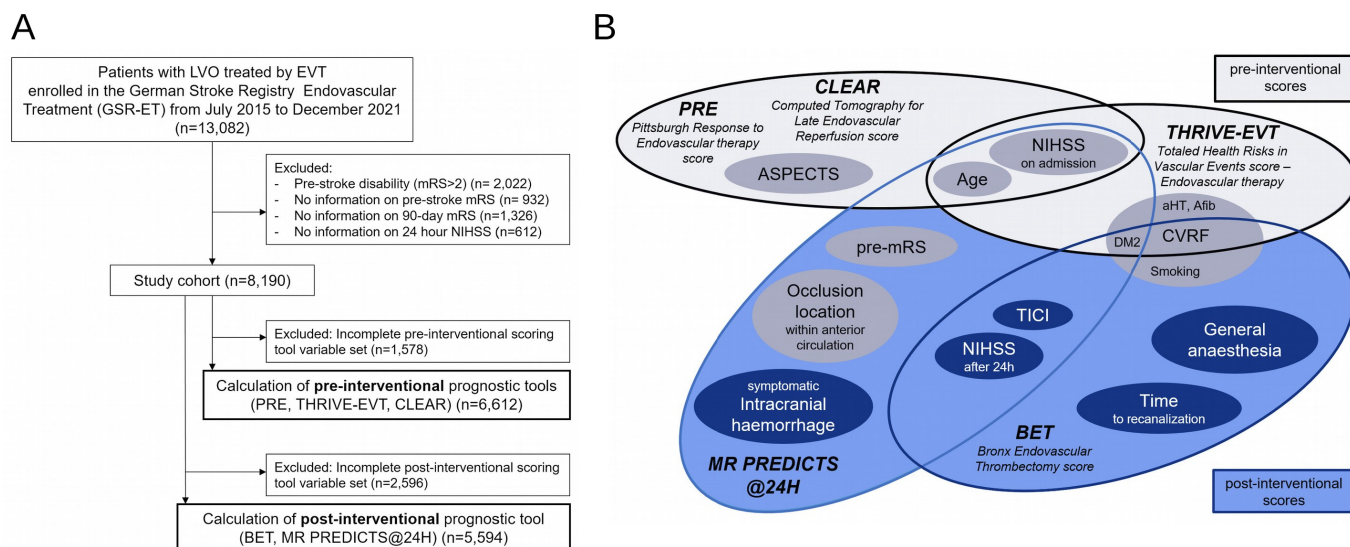 A
Patients with LVO treated by EVT
enrolled in the German Stroke Registry Endovascular
Treatment (GSR-ET) from July 2015 to December 2021
(n=13,082)
Excluded:
- Pre-stroke disability (mRS>2) (n= 2,022)
- No information on pre-stroke mRS (n= 932)
- No information on 90-day mRS (n=1,326)
- No information on 24 hour NIHSS (n=612)
Study cohort (n=8,190)
Excluded: Incomplete pre-interventional scoring
tool variable set (n=1,578)
Calculation of pre-interventional prognostic tools
(PRE, THRIVE-EVT, CLEAR) (n=6,612)
Excluded: Incomplete post-interventional scoring
tool variable set (n=2,596)
Calculation of post-interventional prognostic tool
(BET, MR PREDICTS@24H) (n=5,594)
B
pre-interventional
scores
CLEAR
Computed Tomography for
Late Endovascular
Reperfusion score
PRE
Pittsburgh Response to
Endovascular therapy
score
THRIVE-EVT
Totaled Health Risks in
Vascular Events score –
Endovascular therapy
NIHSS
on admission
ASPECTS
Age
aHT, Afib
DM2
CVRF
Smoking
pre-mRS
Occlusion
location
within anterior
circulation
TICI
NIHSS
after 24h
General
anaesthesia
symptomatic
Intracranial
haemorrhage
Time
to recanalization
BET
Bronx Endovascular
Thrombectomy score
MR PREDICTS
@24H
post-interventional
scores